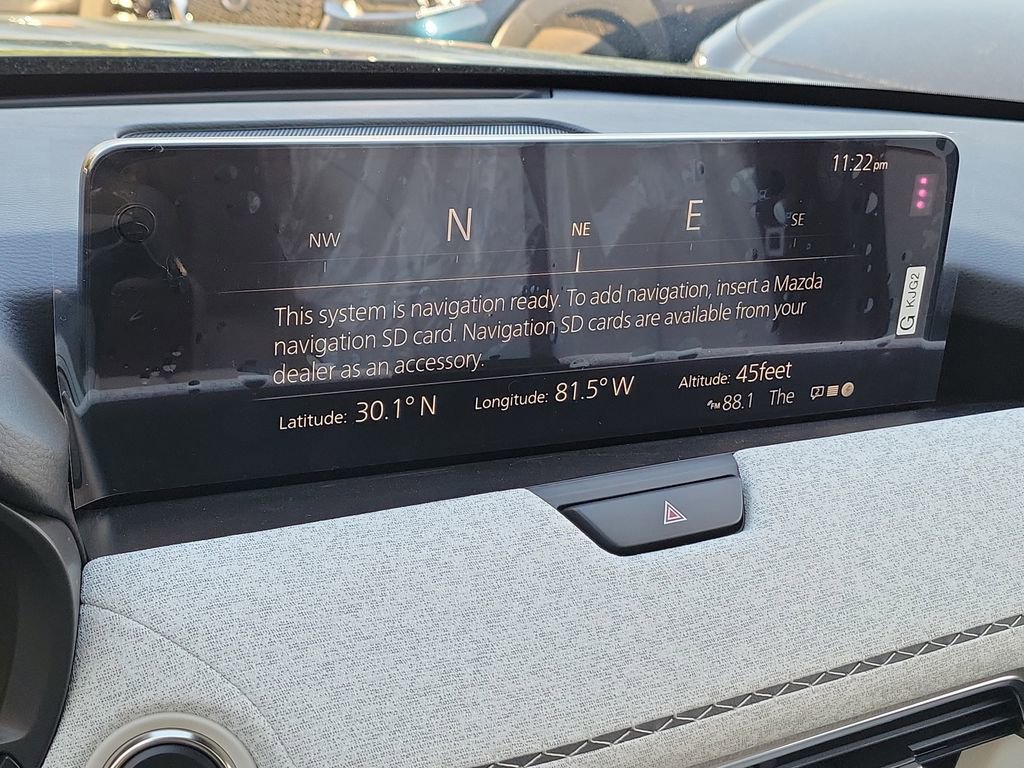 11:22pm
NW N NE E SE
This system is navigation ready. To add navigation, insert a Mazda
navigation SD card. Navigation SD cards are available from your
dealer as an accessory.
Latitude: 30.1° N Longitude: 81.5° W Altitude: 45feet
FM 88.1 The
G KJG2